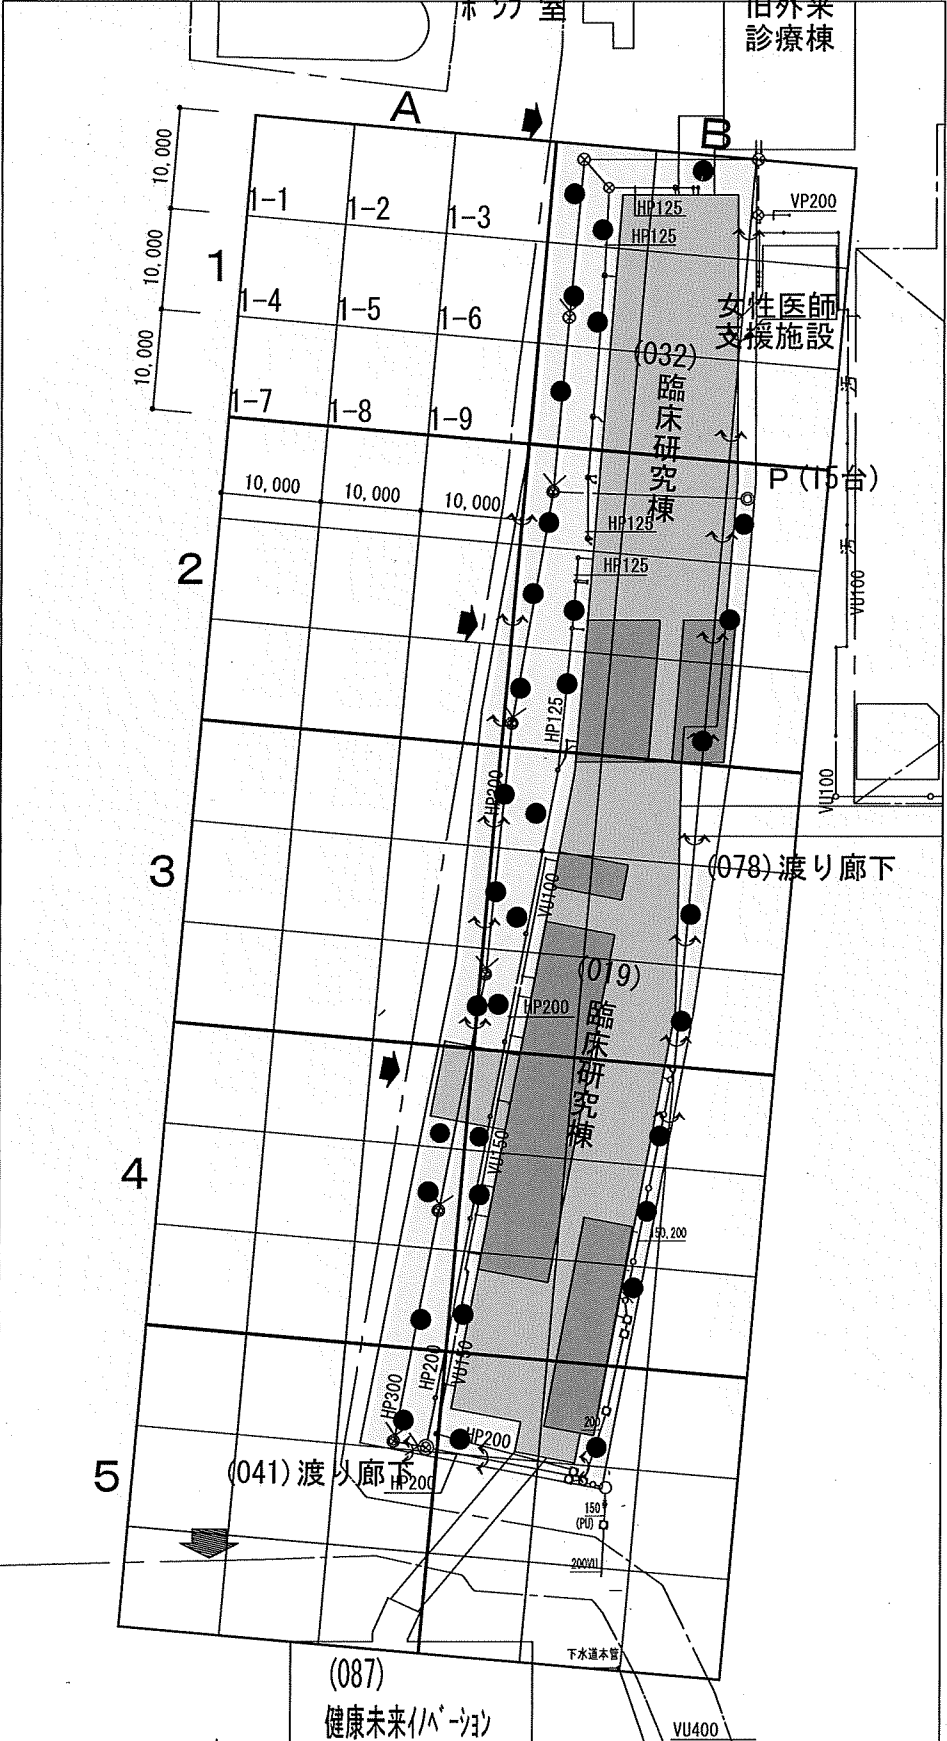 ポンプ室
旧外来
診療棟
A
B
10,000
1-1
1-2
1-3
HP125
VP200
HP125
10,000
1
1-4
1-5
1-6
女性医師
支援施設
(032)
臨床研究棟
10,000
1-7
1-8
1-9
汚
P (15台)
10,000
10,000
10,000
HP125
汚
2
HP125
VU100
HP125
HP200
VU100
3
(078)渡り廊下
VU100
(019)
臨床研究棟
HP200
VU150
4
150,200
HP200
VU150
HP300
200
HP200
5
(041)渡り廊下
HP200
150
(PU)
200VU
下水道本管
(087)
健康未来イノベーション
VU400